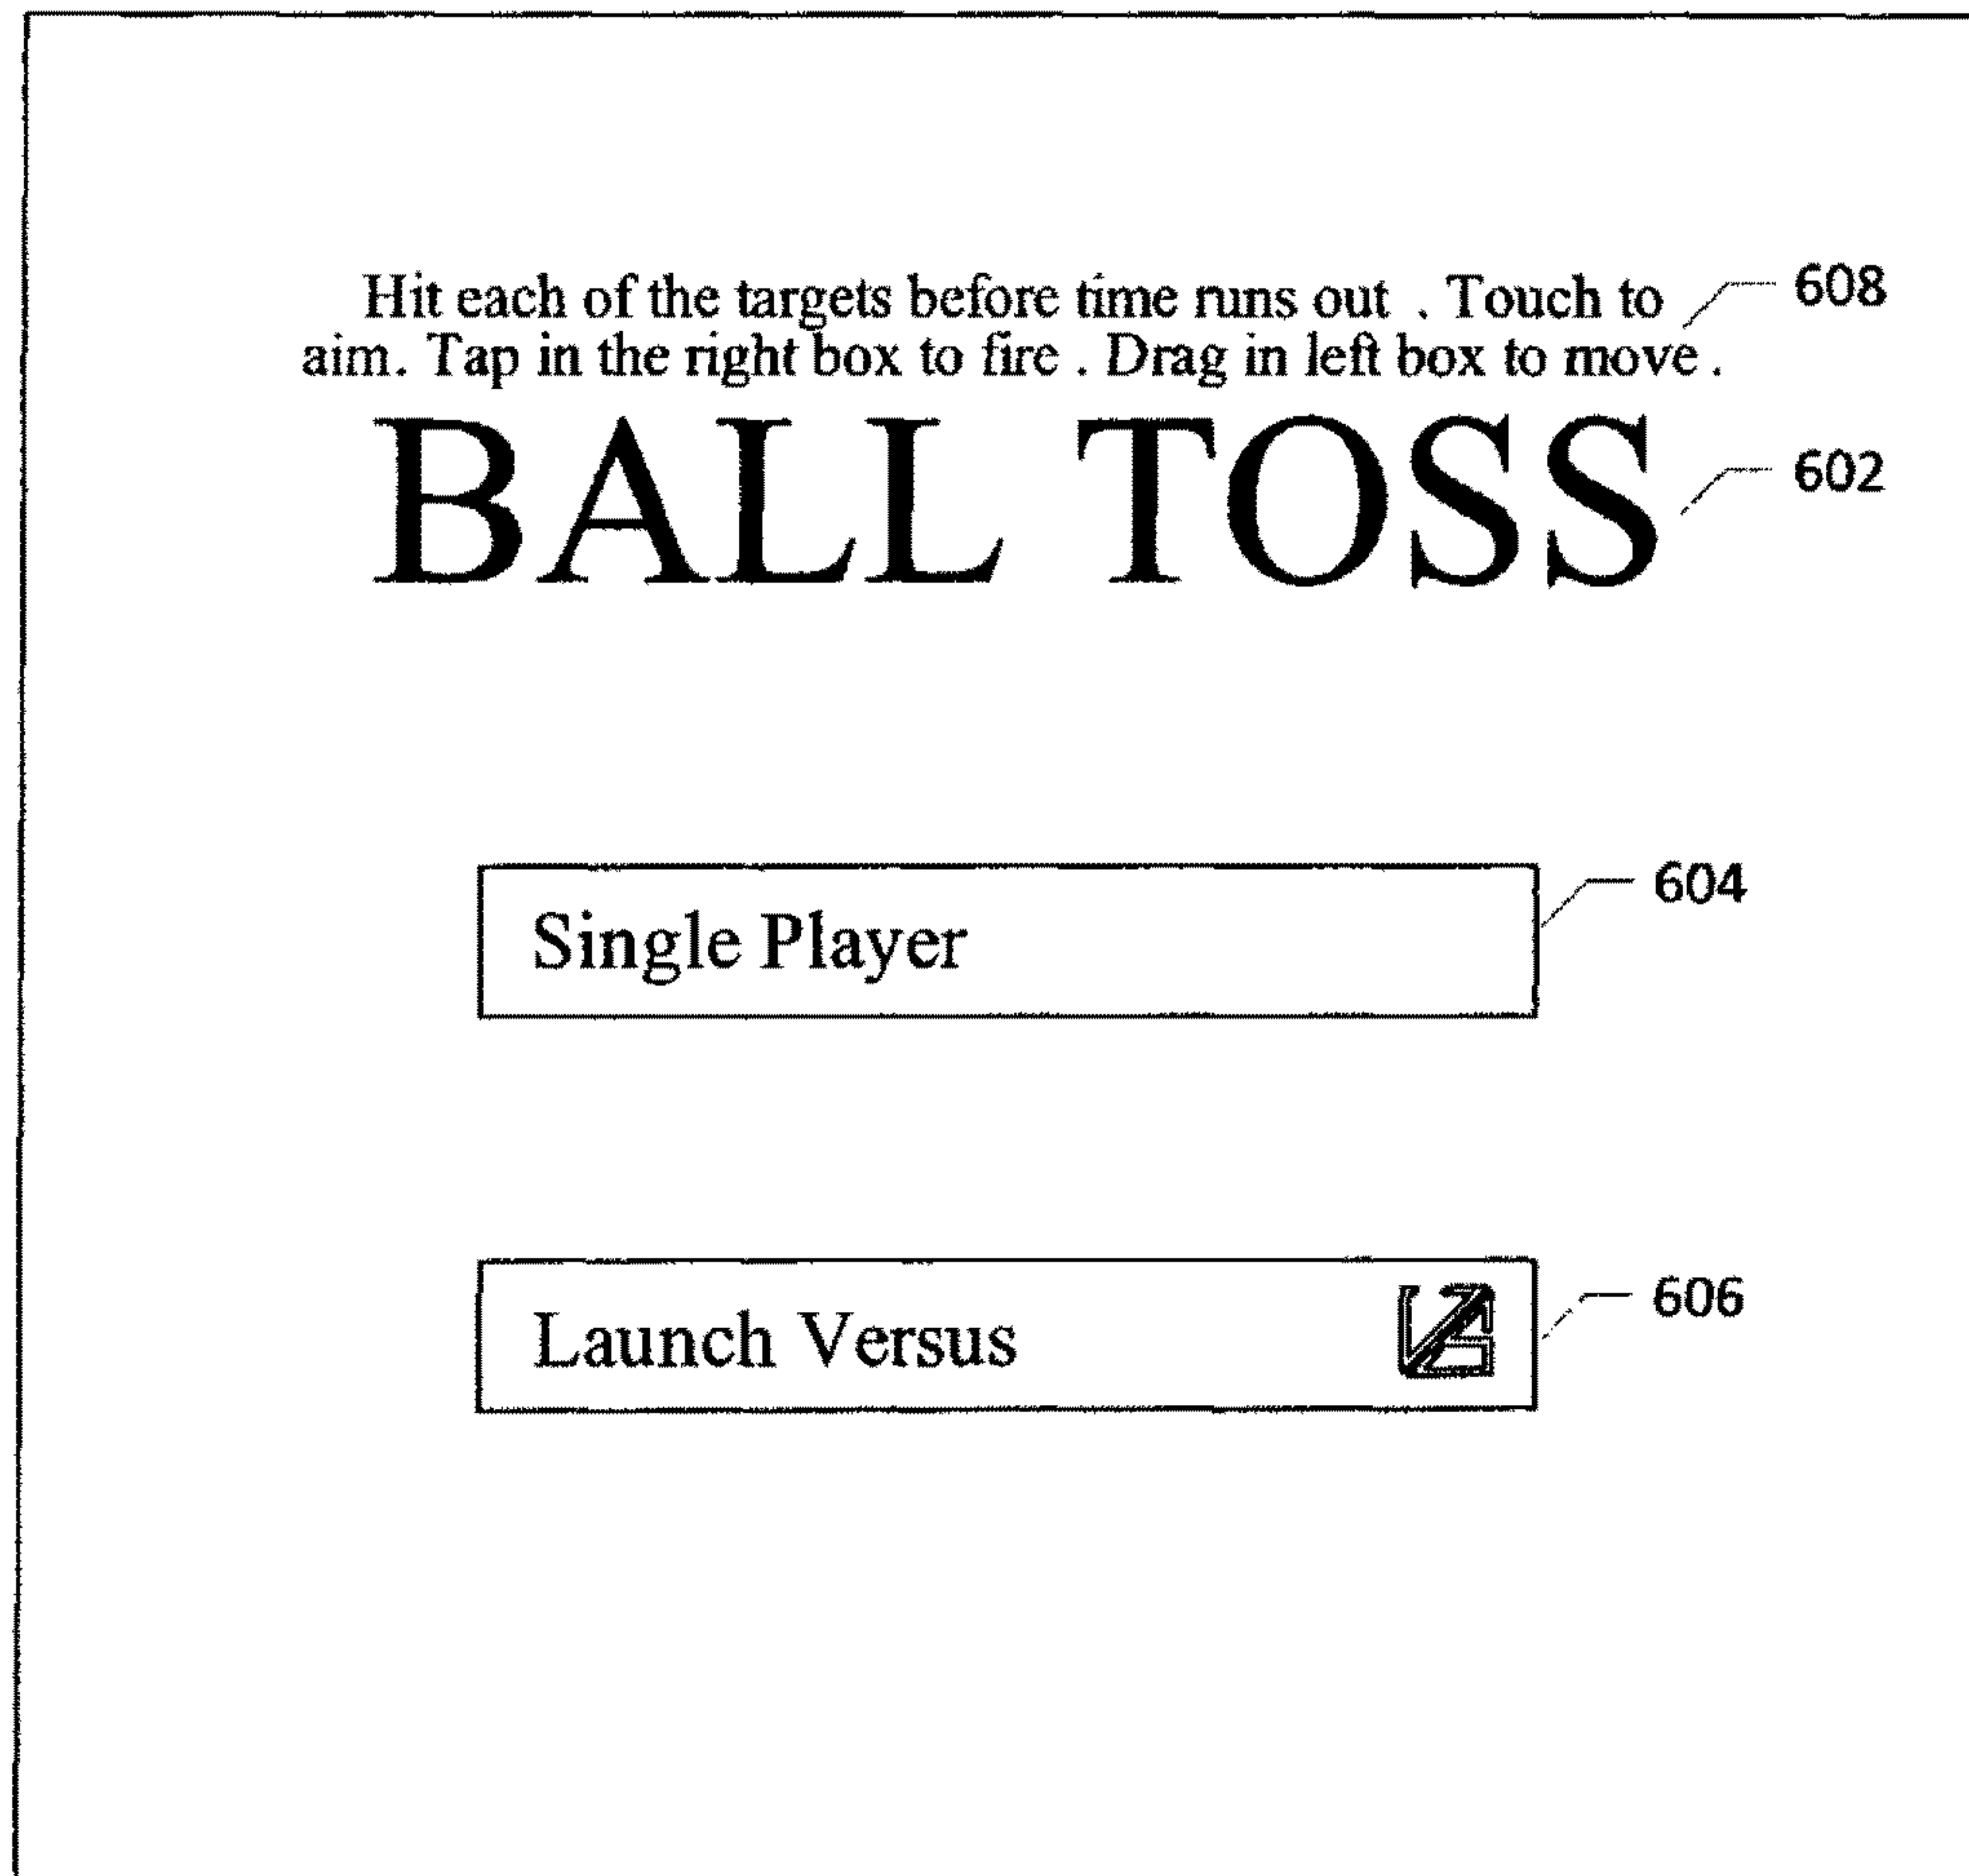 Hit each of the targets before time runs out . Touch to 608
aim. Tap in the right box to fire . Drag in left box to move .
BALL TOSS 602
Single Player 604
Launch Versus 606